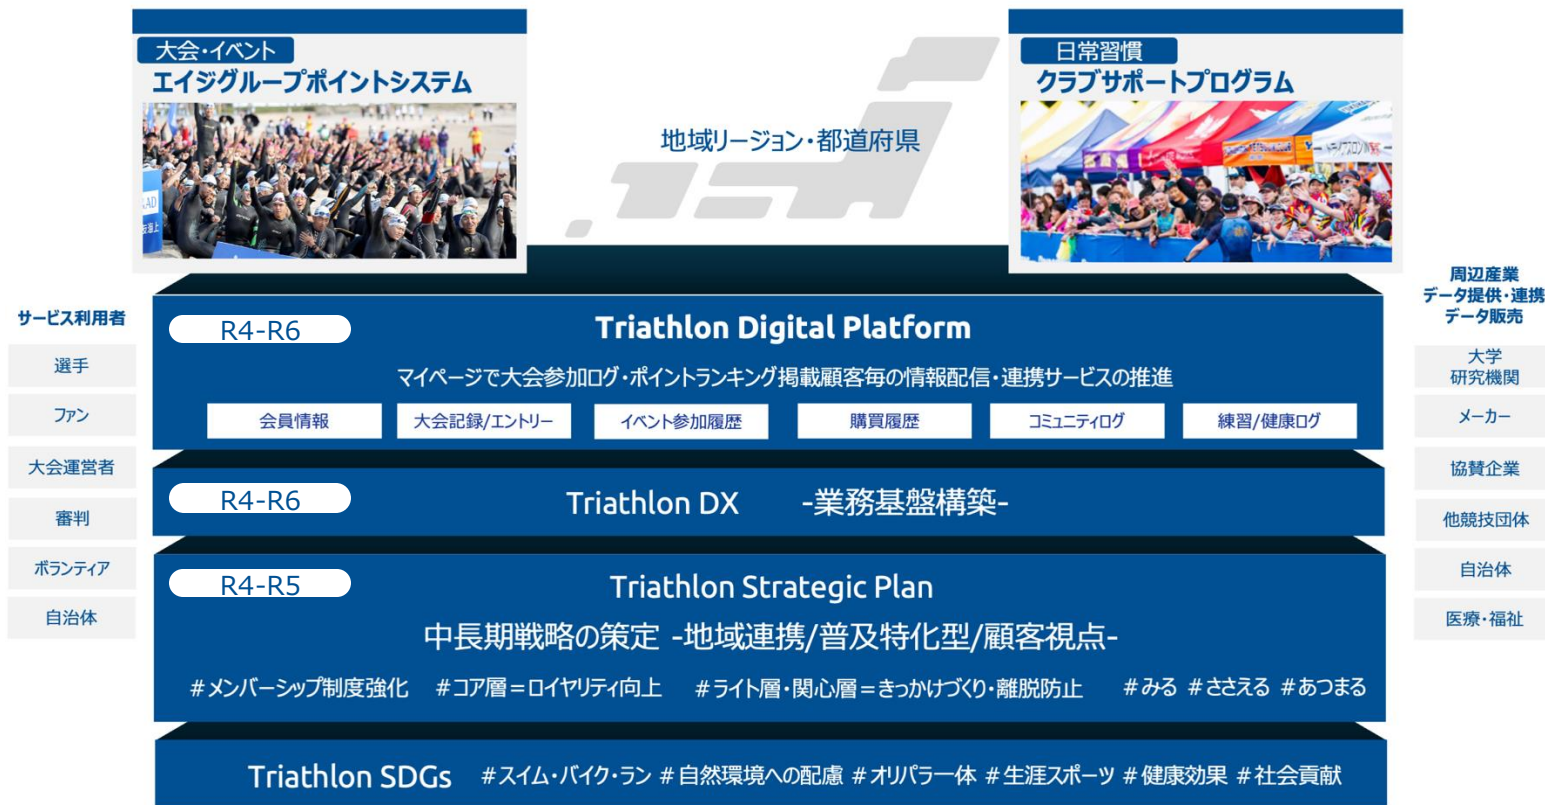 大会・イベント
エイジグループポイントシステム
地域リージョン・都道府県
日常習慣
クラブサポートプログラム
サービス利用者
選手
ファン
大会運営者
審判
ボランティア
自治体
R4-R6
Triathlon Digital Platform
マイページで大会参加ログ・ポイントランキング掲載顧客毎の情報配信・連携サービスの推進
会員情報
大会記録/エントリー
イベント参加履歴
購買履歴
コミュニティログ
練習/健康ログ
R4-R6
Triathlon DX -業務基盤構築-
R4-R5
Triathlon Strategic Plan
中長期戦略の策定 -地域連携/普及特化型/顧客視点-
#メンバーシップ制度強化 #コア層=ロイヤリティ向上 #ライト層・関心層=きっかけづくり・離脱防止 #みる #ささえる #あつまる
Triathlon SDGs #スイム・バイク・ラン #自然環境への配慮 #オリパラ一体 #生涯スポーツ #健康効果 #社会貢献
周辺産業
データ提供・連携
データ販売
大学
研究機関
メーカー
協賛企業
他競技団体
自治体
医療・福祉